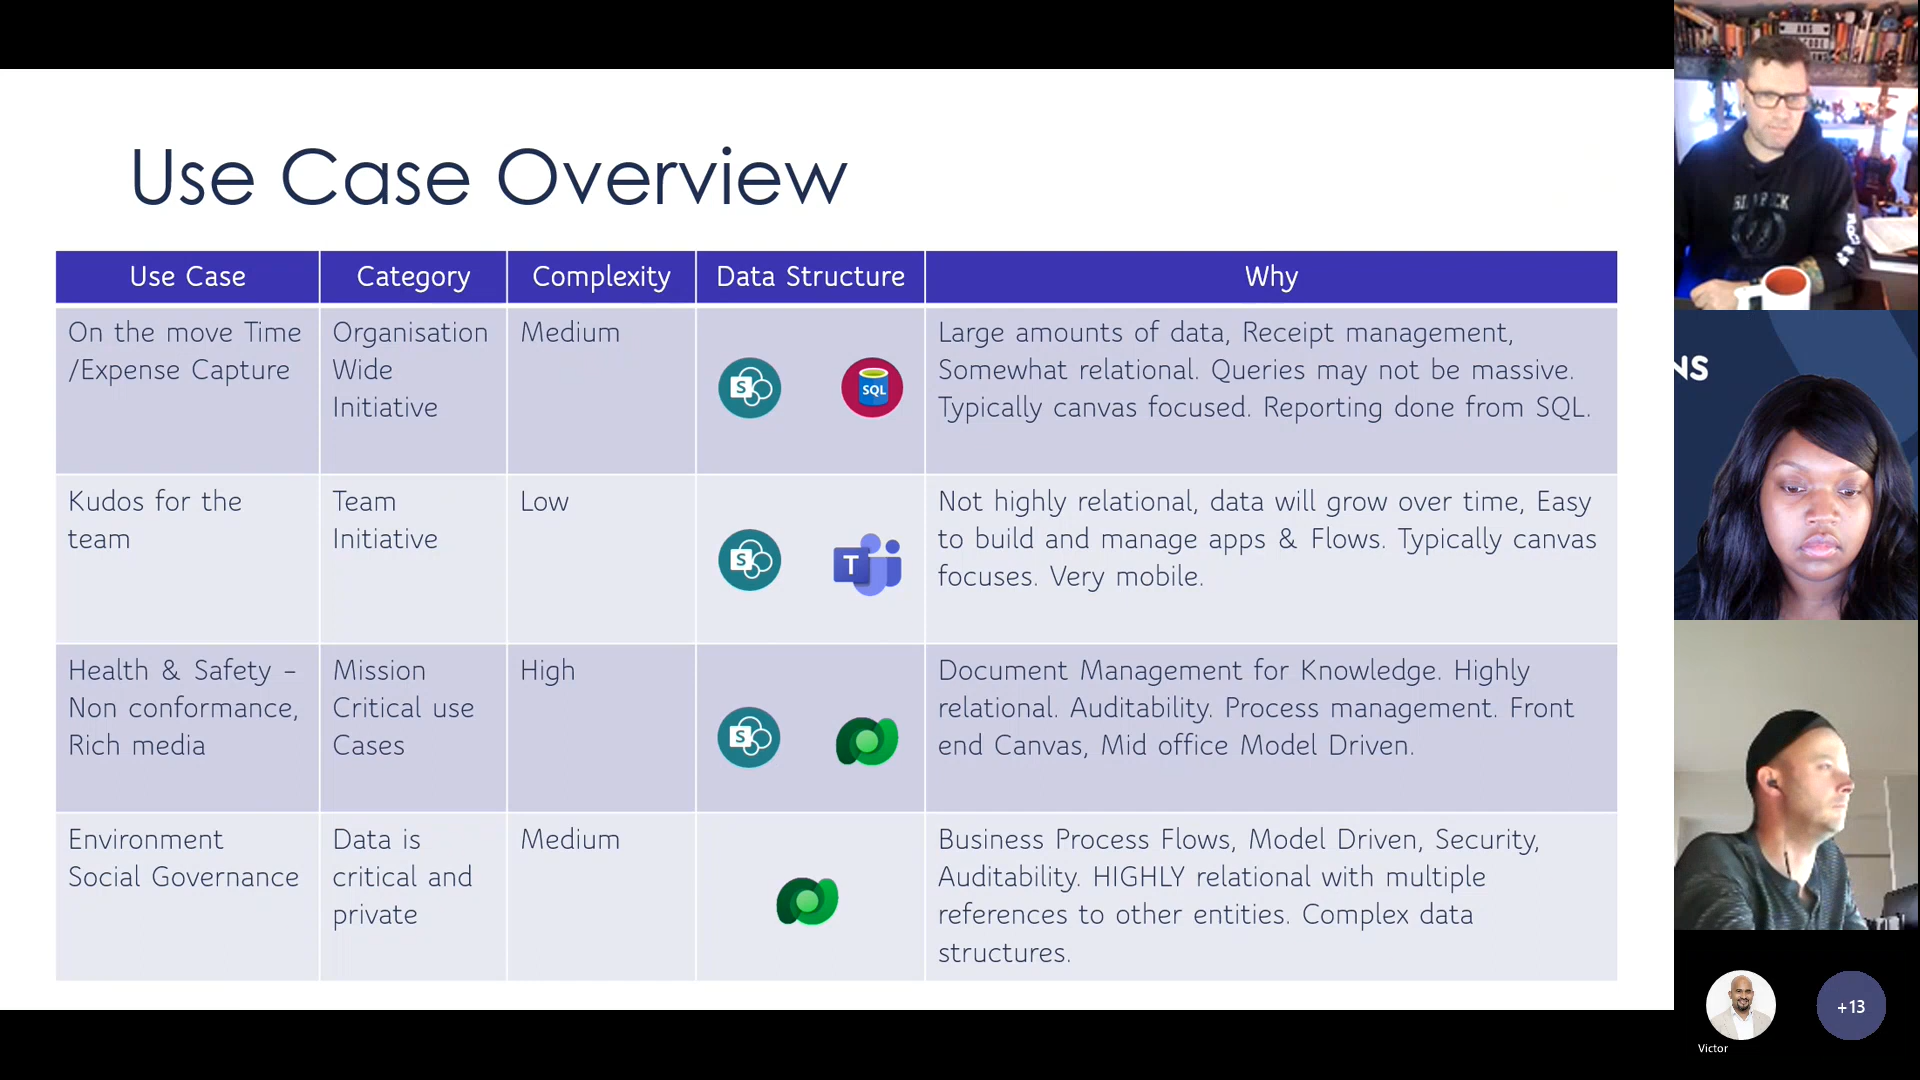 Use Case Overview
Use Case
Category
Complexity
Data Structure
Why
On the move Time
/Expense Capture
Organisation
Wide
Initiative
Medium
S
SQL
Large amounts of data, Receipt management,
Somewhat relational. Queries may not be massive.
Typically canvas focused. Reporting done from SQL.
Kudos for the
team
Team
Initiative
Low
S
T
Not highly relational, data will grow over time, Easy
to build and manage apps & Flows. Typically canvas
focuses. Very mobile.
Health & Safety –
Non conformance,
Rich media
Mission
Critical use
Cases
High
S
Document Management for Knowledge. Highly
relational. Auditability. Process management. Front
end Canvas, Mid office Model Driven.
Environment
Social Governance
Data is
critical and
private
Medium
Business Process Flows, Model Driven, Security,
Auditability. HIGHLY relational with multiple
references to other entities. Complex data
structures.
NS
Victor
+13